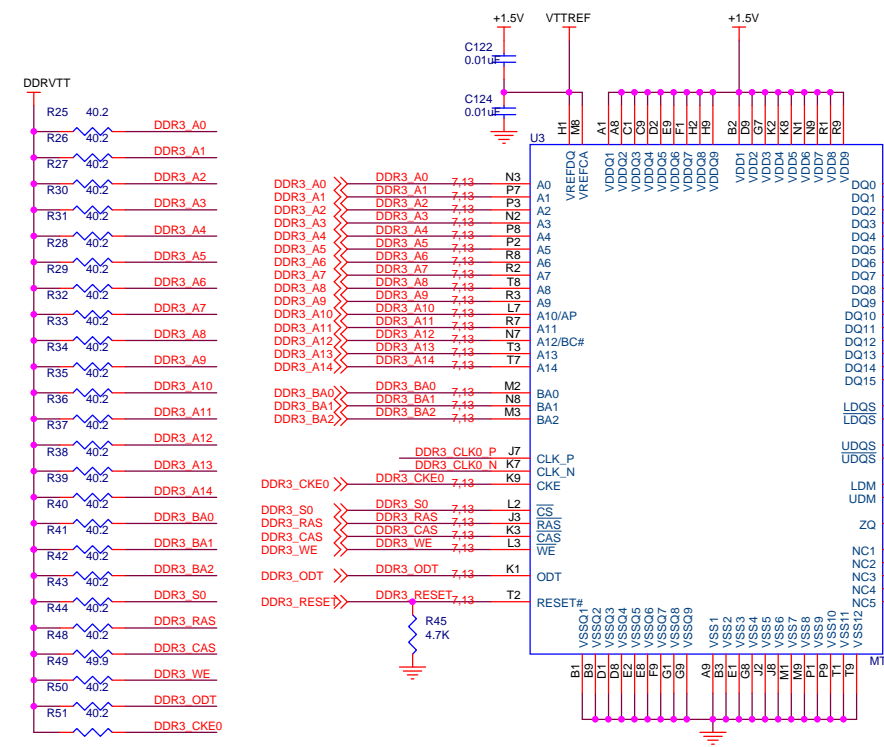 +1.5V VTTREF +1.5V
C122
0.01uF
C124
0.01uF
DDRVTT
R25 40.2 DDR3_A0
R26 40.2 DDR3_A1
R27 40.2 DDR3_A2
R30 40.2 DDR3_A3
R31 40.2 DDR3_A4
R28 40.2 DDR3_A5
R29 40.2 DDR3_A6
R32 40.2 DDR3_A7
R33 40.2 DDR3_A8
R34 40.2 DDR3_A9
R35 40.2 DDR3_A10
R36 40.2 DDR3_A11
R37 40.2 DDR3_A12
R38 40.2 DDR3_A13
R39 40.2 DDR3_A14
R40 40.2 DDR3_BA0
R41 40.2 DDR3_BA1
R42 40.2 DDR3_BA2
R43 40.2 DDR3_S0
R44 40.2 DDR3_RAS
R48 40.2 DDR3_CAS
R49 49.9 DDR3_WE
R50 40.2 DDR3_ODT
R51 40.2 DDR3_CKE0
U3
H1 M8 A1 A8 C1 C9 D2 E9 F1 H2 H9 B2 D9 G7 K2 K8 N1 N9 R1 R9
VREFDQ VREFCA VDDQ1 VDDQ2 VDDQ3 VDDQ4 VDDQ5 VDDQ6 VDDQ7 VDDQ8 VDDQ9 VDD1 VDD2 VDD3 VDD4 VDD5 VDD6 VDD7 VDD8 VDD9
DDR3_A0 DDR3_A0 7,13 N3 A0
DDR3_A1 DDR3_A1 7,13 P7 A1
DDR3_A2 DDR3_A2 7,13 P3 A2
DDR3_A3 DDR3_A3 7,13 N2 A3
DDR3_A4 DDR3_A4 7,13 P8 A4
DDR3_A5 DDR3_A5 7,13 P2 A5
DDR3_A6 DDR3_A6 7,13 R8 A6
DDR3_A7 DDR3_A7 7,13 R2 A7
DDR3_A8 DDR3_A8 7,13 T8 A8
DDR3_A9 DDR3_A9 7,13 R3 A9
DDR3_A10 DDR3_A10 7,13 L7 A10/AP
DDR3_A11 DDR3_A11 7,13 R7 A11
DDR3_A12 DDR3_A12 7,13 N7 A12/BC#
DDR3_A13 DDR3_A13 7,13 T3 A13
DDR3_A14 DDR3_A14 7,13 T7 A14
DDR3_BA0 DDR3_BA0 7,13 M2 BA0
DDR3_BA1 DDR3_BA1 7,13 N8 BA1
DDR3_BA2 DDR3_BA2 7,13 M3 BA2
DDR3_CLK0_P J7 CLK_P
DDR3_CLK0_N K7 CLK_N
DDR3_CKE0 DDR3_CKE0 7,13 K9 CKE
DDR3_S0 DDR3_S0 7,13 L2 CS
DDR3_RAS DDR3_RAS 7,13 J3 RAS
DDR3_CAS DDR3_CAS 7,13 K3 CAS
DDR3_WE DDR3_WE 7,13 L3 WE
DDR3_ODT DDR3_ODT 7,13 K1 ODT
DDR3_RESET DDR3_RESET 7,13 T2 RESET#
R45
4.7K
DQ0
DQ1
DQ2
DQ3
DQ4
DQ5
DQ6
DQ7
DQ8
DQ9
DQ10
DQ11
DQ12
DQ13
DQ14
DQ15
LDQS
LDQS
UDQS
UDQS
LDM
UDM
ZQ
NC1
NC2
NC3
NC4
NC5
VSSQ1 VSSQ2 VSSQ3 VSSQ4 VSSQ5 VSSQ6 VSSQ7 VSSQ8 VSSQ9 VSS1 VSS2 VSS3 VSS4 VSS5 VSS6 VSS7 VSS8 VSS9 VSS10 VSS11 VSS12
B1 B9 D1 D8 E2 E8 F9 G1 G9 A9 B3 E1 G8 J2 J8 M1 M9 P1 P9 T1 T9
MT